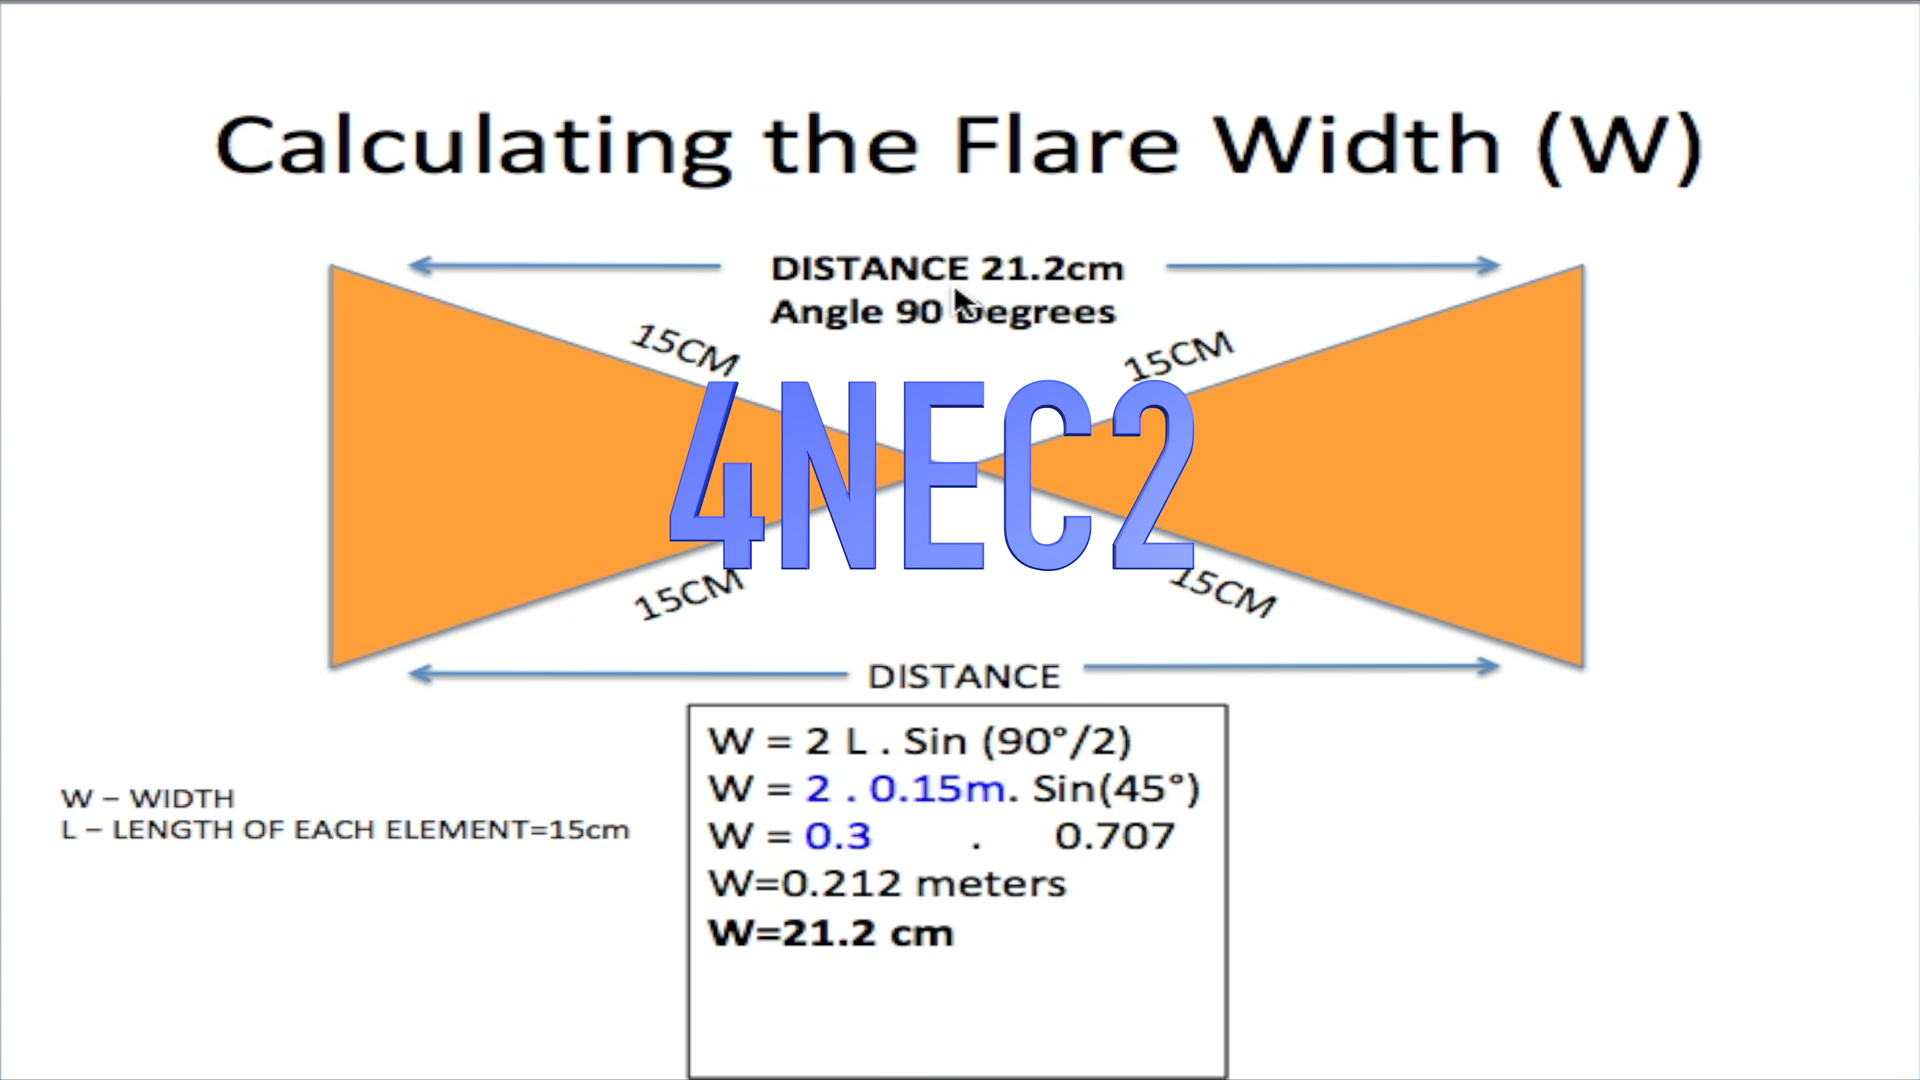 Calculating the Flare Width (W)
DISTANCE 21.2cm
Angle 90 Degrees
15CM
15CM
4NEC2
15CM
15CM
DISTANCE
W = 2 L . Sin (90°/2)
W = 2 . 0.15m. Sin(45°)
W = 0.3 . 0.707
W=0.212 meters
W=21.2 cm
W – WIDTH
L – LENGTH OF EACH ELEMENT=15cm